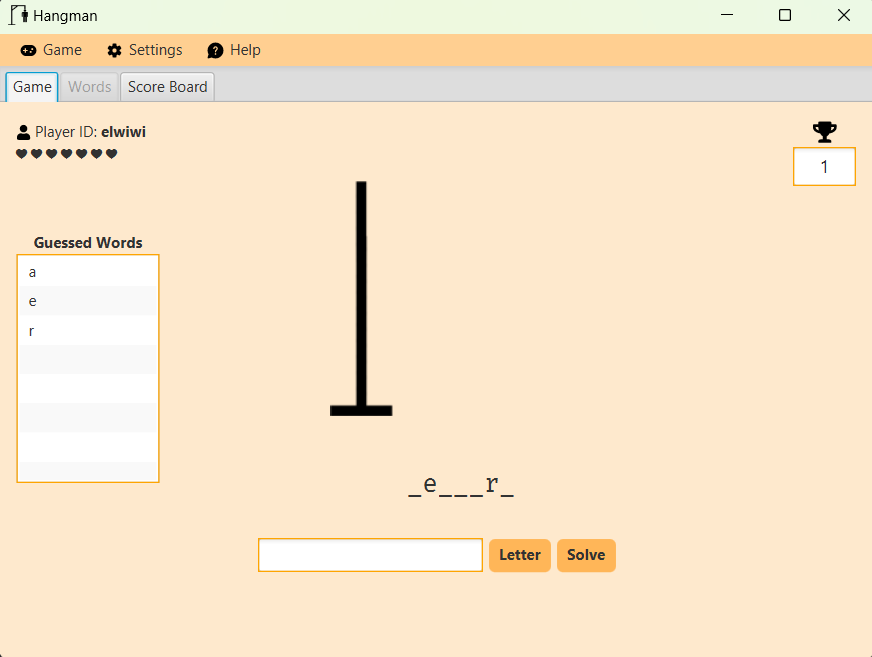 Hangman
Game Settings Help
Game Words Score Board
Player ID: elwiwi
1
Guessed Words
a
e
r
_e___r_
Letter Solve